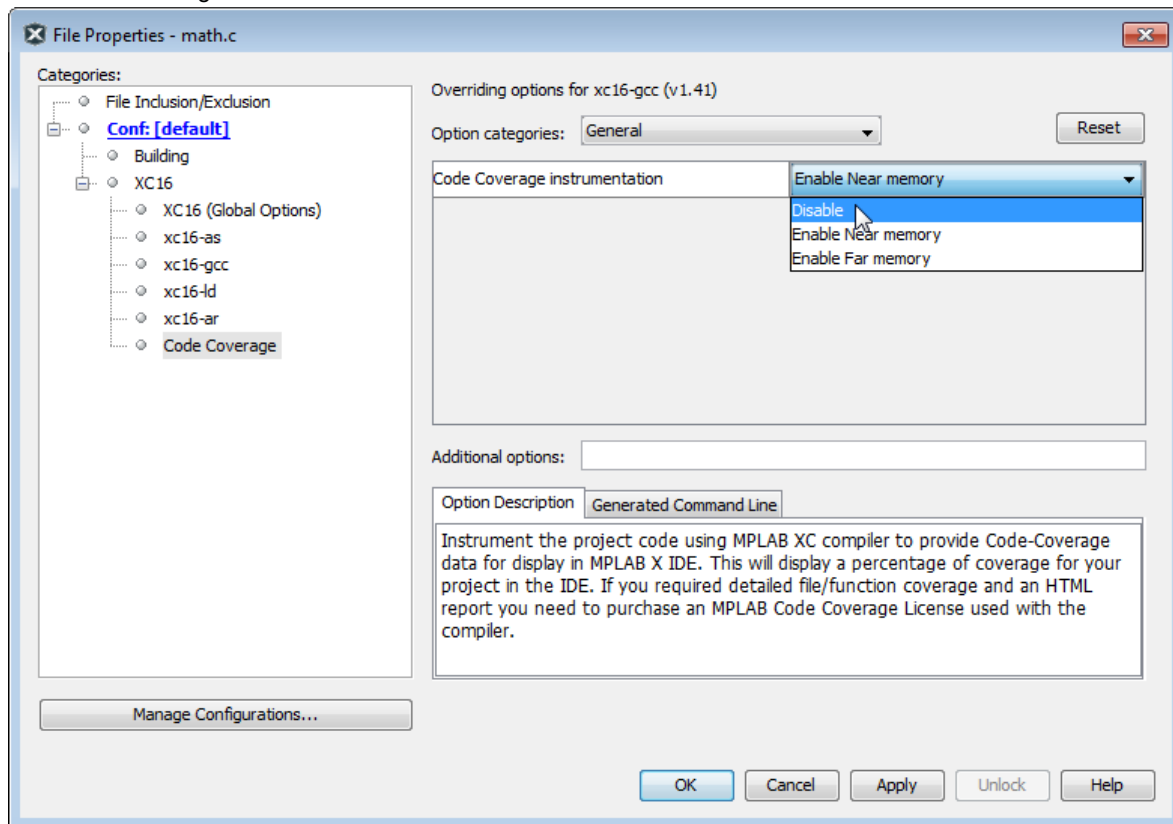 File Properties - math.c
Categories:
File Inclusion/Exclusion
Conf: [default]
Building
XC16
XC16 (Global Options)
xc16-as
xc16-gcc
xc16-ld
xc16-ar
Code Coverage
Manage Configurations...
Overriding options for xc16-gcc (v1.41)
Option categories: General Reset
Code Coverage instrumentation Enable Near memory
Disable
Enable Near memory
Enable Far memory
Additional options:
Option Description Generated Command Line
Instrument the project code using MPLAB XC compiler to provide Code-Coverage
data for display in MPLAB X IDE. This will display a percentage of coverage for your
project in the IDE. If you required detailed file/function coverage and an HTML
report you need to purchase an MPLAB Code Coverage License used with the
compiler.
OK Cancel Apply Unlock Help